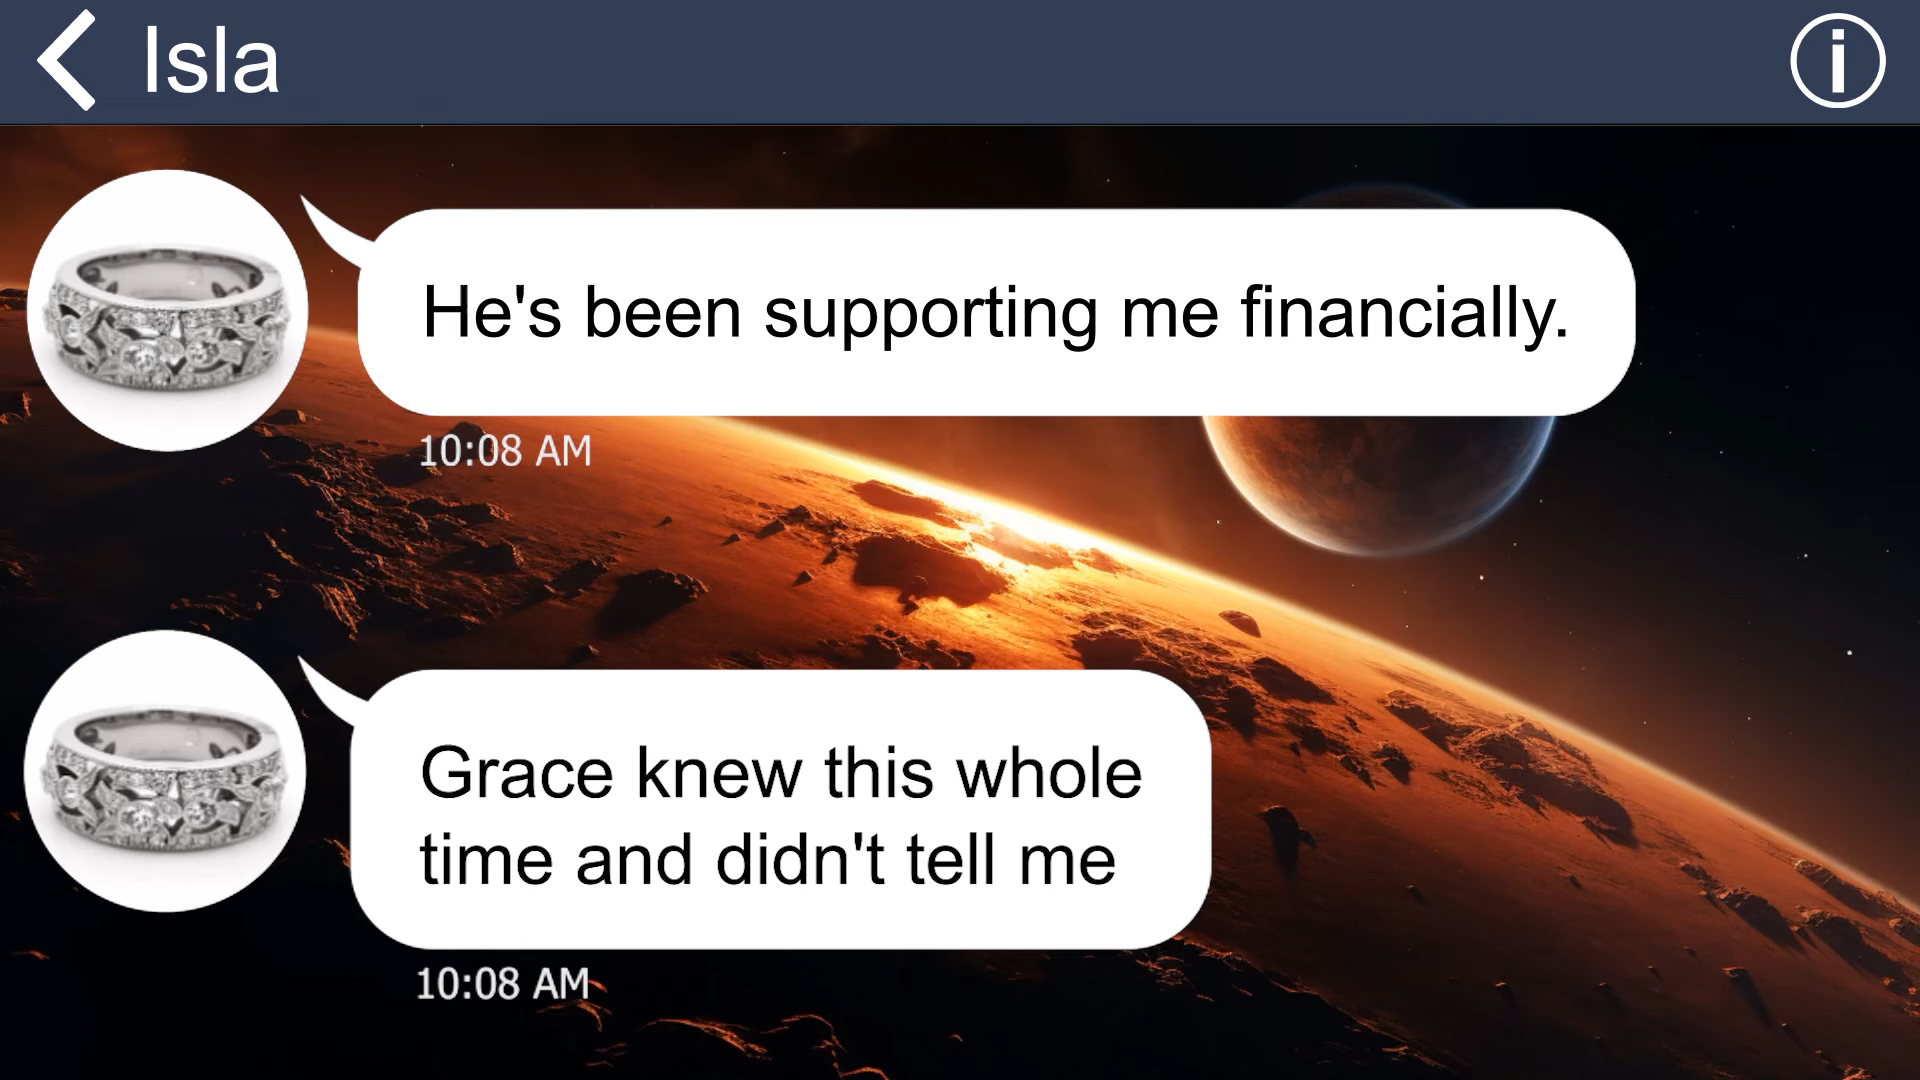 Isla
He's been supporting me financially.
10:08 AM
Grace knew this whole
time and didn't tell me
10:08 AM